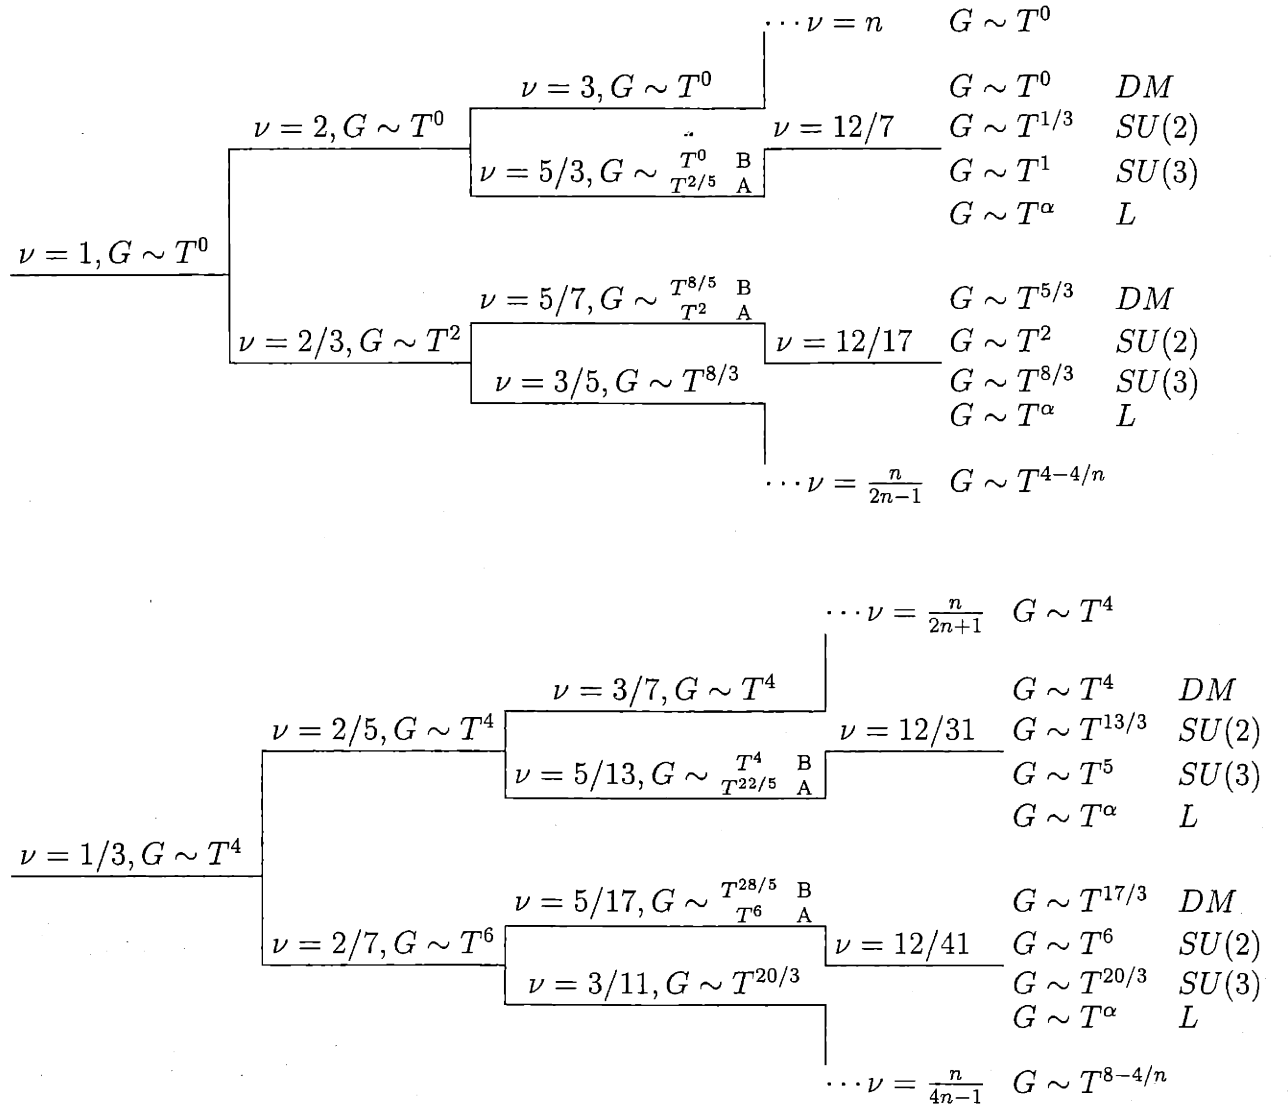 ··· ν = n G ∼ T^0
ν = 3, G ∼ T^0
G ∼ T^0 DM
ν = 2, G ∼ T^0
ν = 12/7
G ∼ T^{1/3} SU(2)
ν = 5/3, G ∼ T^0 B
T^{2/5} A
G ∼ T^1 SU(3)
G ∼ T^α L
ν = 1, G ∼ T^0
ν = 5/7, G ∼ T^{8/5} B
T^2 A
G ∼ T^{5/3} DM
ν = 2/3, G ∼ T^2
ν = 12/17
G ∼ T^2 SU(2)
ν = 3/5, G ∼ T^{8/3}
G ∼ T^{8/3} SU(3)
G ∼ T^α L
··· ν = n/(2n−1) G ∼ T^{4−4/n}
··· ν = n/(2n+1) G ∼ T^4
ν = 3/7, G ∼ T^4
G ∼ T^4 DM
ν = 2/5, G ∼ T^4
ν = 12/31
G ∼ T^{13/3} SU(2)
ν = 5/13, G ∼ T^4 B
T^{22/5} A
G ∼ T^5 SU(3)
G ∼ T^α L
ν = 1/3, G ∼ T^4
ν = 5/17, G ∼ T^{28/5} B
T^6 A
G ∼ T^{17/3} DM
ν = 2/7, G ∼ T^6
ν = 12/41
G ∼ T^6 SU(2)
ν = 3/11, G ∼ T^{20/3}
G ∼ T^{20/3} SU(3)
G ∼ T^α L
··· ν = n/(4n−1) G ∼ T^{8−4/n}